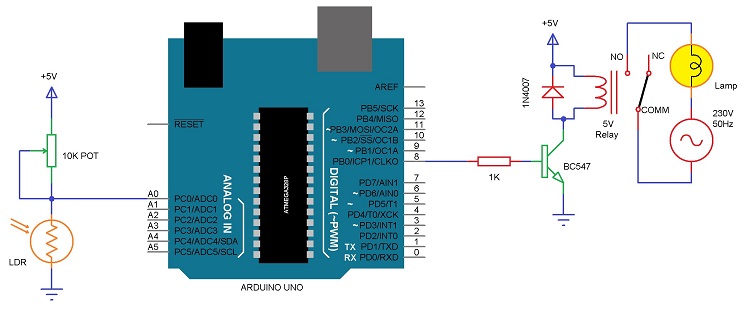 +5V
10K POT
LDR
RESET
A0
A1
A2
A3
A4
A5
PC0/ADC0
PC1/ADC1
PC2/ADC2
PC3/ADC3
PC4/ADC4/SDA
PC5/ADC5/SCL
ANALOG IN
ATMEGA328P
DIGITAL (~PWM)
AREF
PB5/SCK 13
PB4/MISO 12
~PB3/MOSI/OC2A 11
~PB2/SS/OC1B 10
~PB1/OC1A 9
PB0/ICP1/CLKO 8
PD7/AIN1 7
~PD6/AIN0 6
~PD5/T1 5
PD4/T0/XCK 4
~PD3/INT1 3
PD2/INT0 2
TX PD1/TXD 1
RX PD0/RXD 0
ARDUINO UNO
1K
+5V
1N4007
BC547
5V
Relay
NO
NC
COMM
Lamp
230V
50Hz